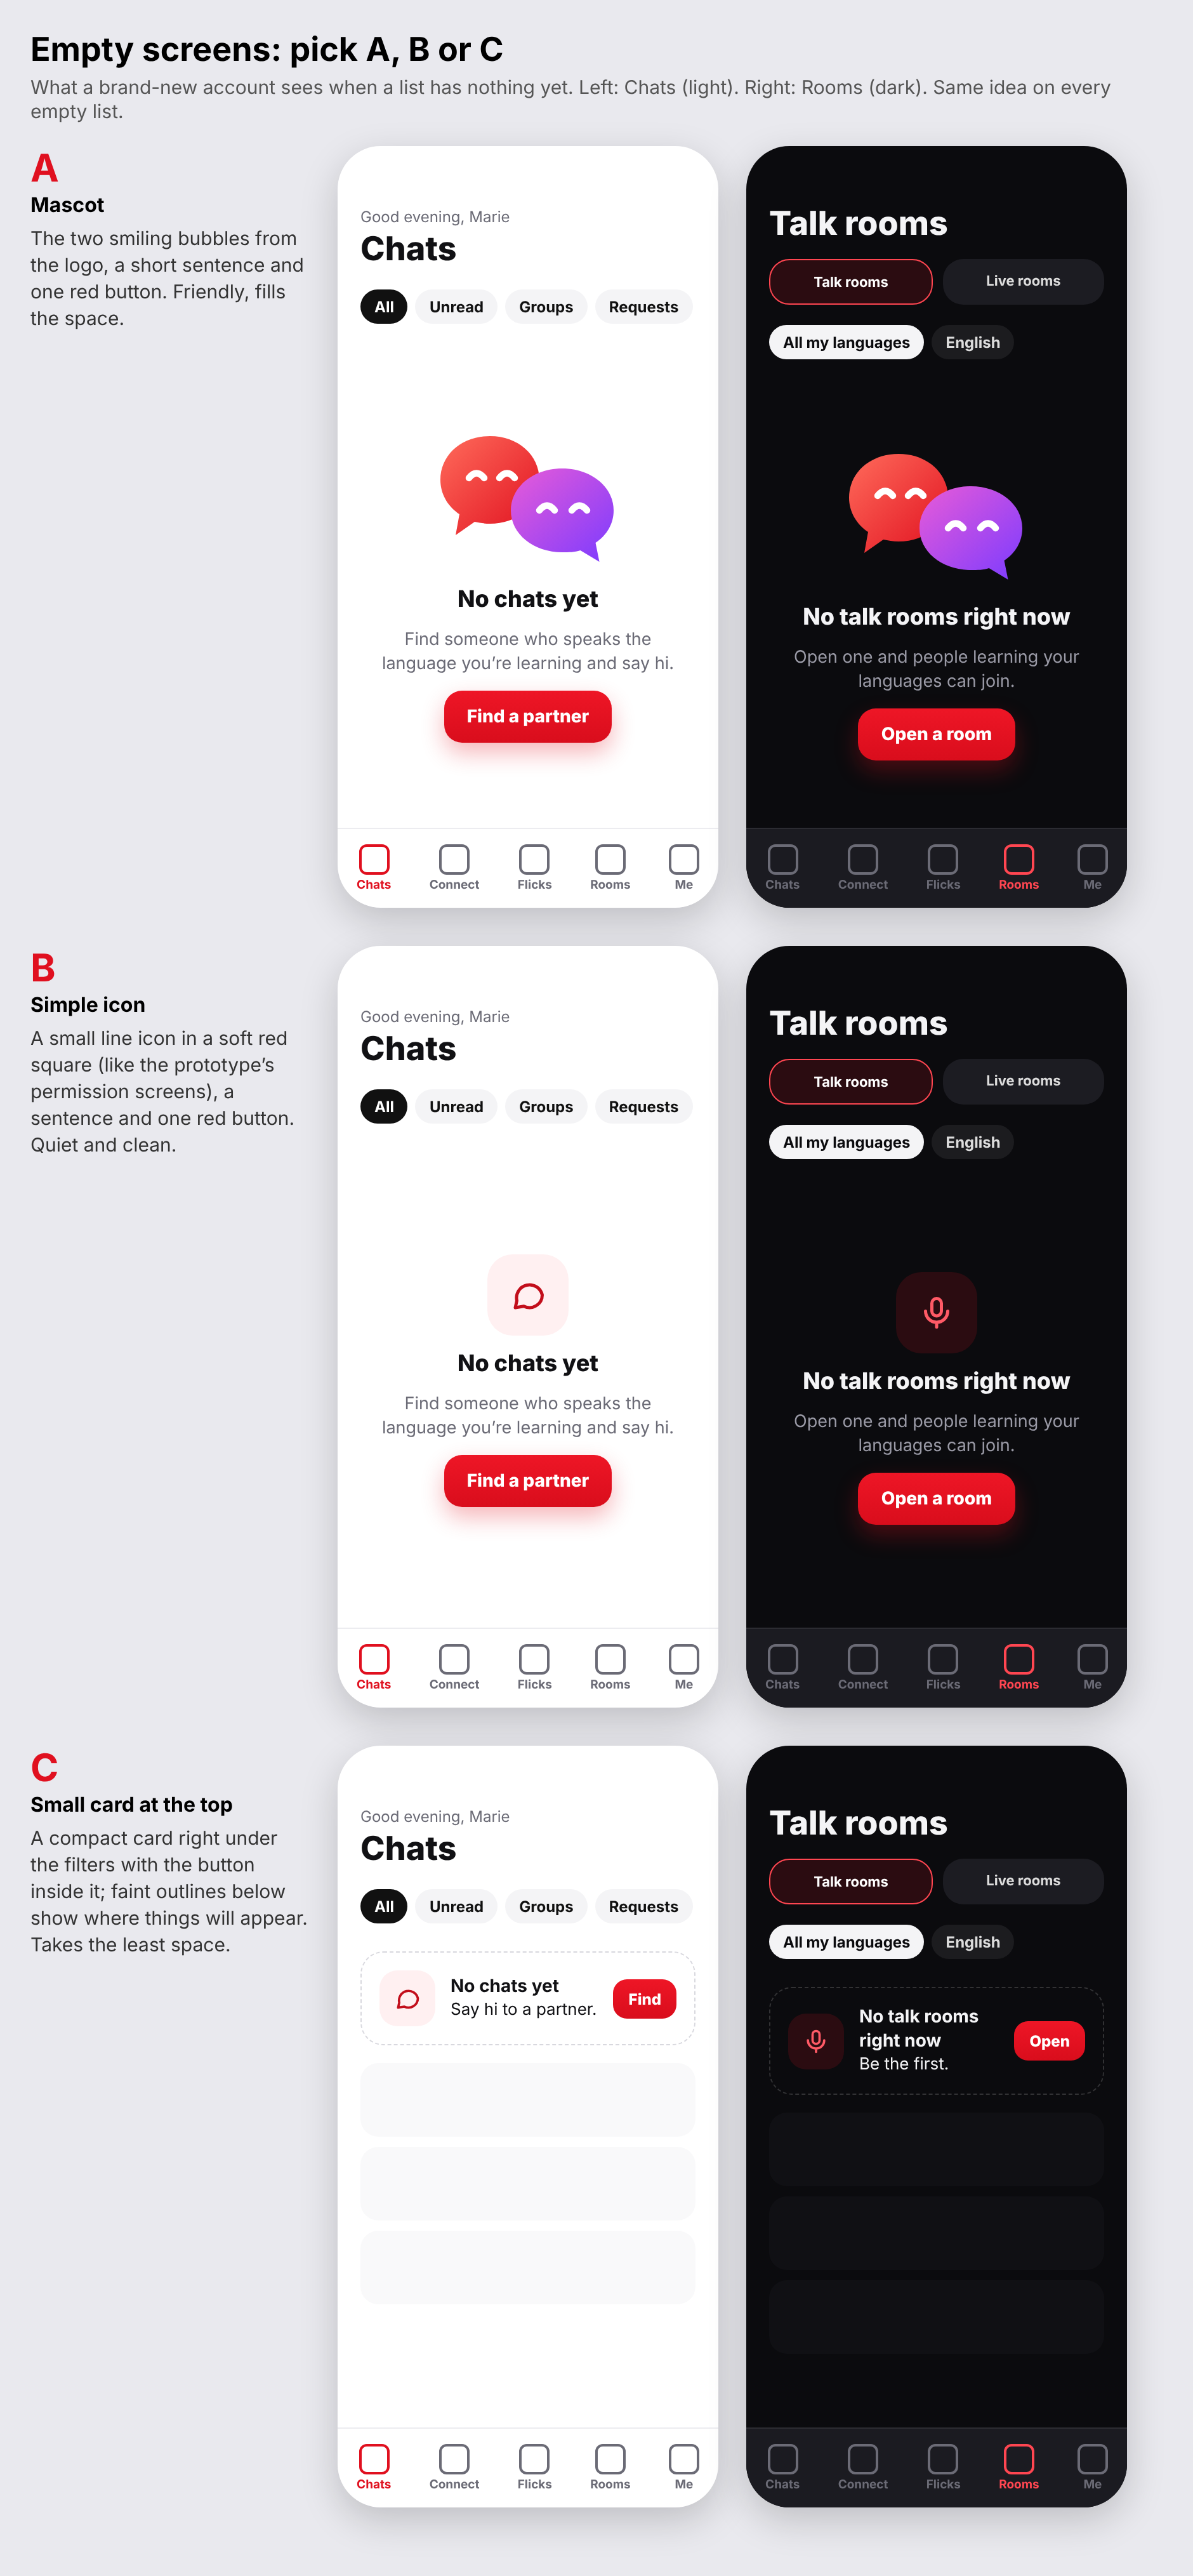 Empty screens: pick A, B or C
What a brand-new account sees when a list has nothing yet. Left: Chats (light). Right: Rooms (dark). Same idea on every
empty list.
A
Mascot
The two smiling bubbles from
the logo, a short sentence and
one red button. Friendly, fills
the space.
Good evening, Marie
Chats
All
Unread
Groups
Requests
No chats yet
Find someone who speaks the
language you’re learning and say hi.
Find a partner
Chats
Connect
Flicks
Rooms
Me
Talk rooms
Talk rooms
Live rooms
All my languages
English
No talk rooms right now
Open one and people learning your
languages can join.
Open a room
Chats
Connect
Flicks
Rooms
Me
B
Simple icon
A small line icon in a soft red
square (like the prototype’s
permission screens), a
sentence and one red button.
Quiet and clean.
Good evening, Marie
Chats
All
Unread
Groups
Requests
No chats yet
Find someone who speaks the
language you’re learning and say hi.
Find a partner
Chats
Connect
Flicks
Rooms
Me
Talk rooms
Talk rooms
Live rooms
All my languages
English
No talk rooms right now
Open one and people learning your
languages can join.
Open a room
Chats
Connect
Flicks
Rooms
Me
C
Small card at the top
A compact card right under
the filters with the button
inside it; faint outlines below
show where things will appear.
Takes the least space.
Good evening, Marie
Chats
All
Unread
Groups
Requests
No chats yet
Say hi to a partner.
Find
Chats
Connect
Flicks
Rooms
Me
Talk rooms
Talk rooms
Live rooms
All my languages
English
No talk rooms
right now
Be the first.
Open
Chats
Connect
Flicks
Rooms
Me